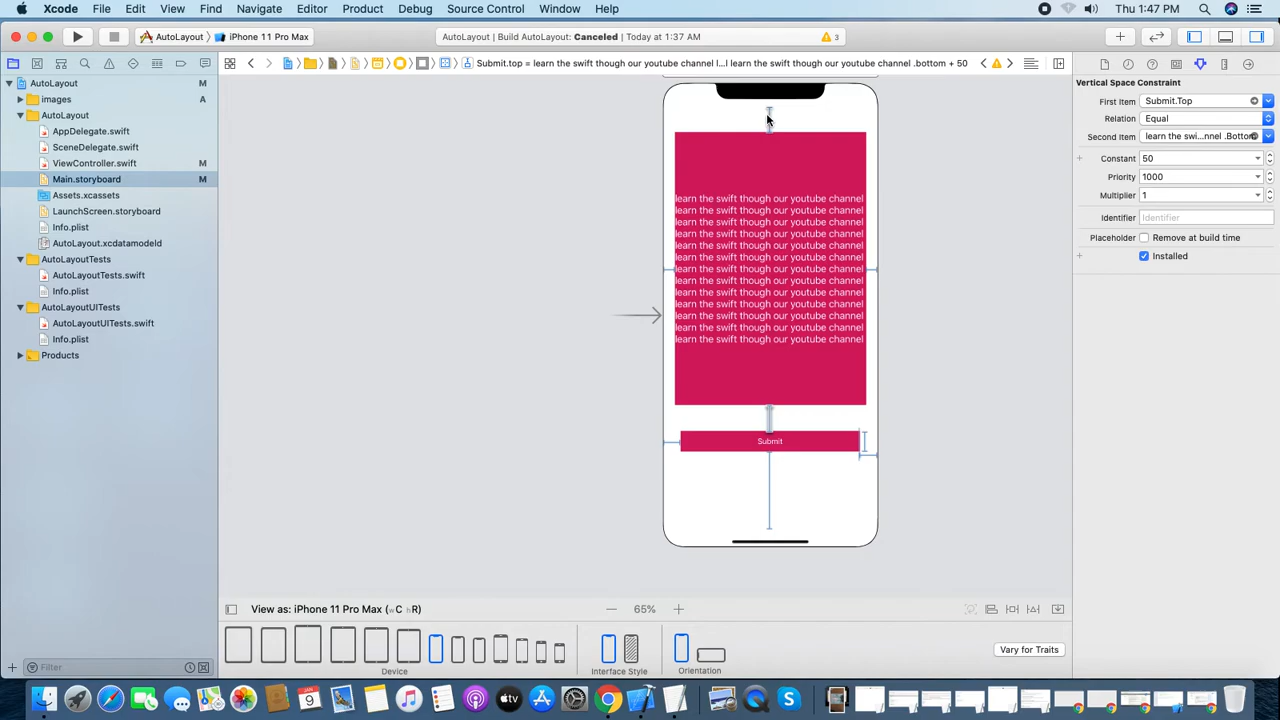 Xcode File Edit View Find Navigate Editor Product Debug Source Control Window Help Thu 1:47 PM
AutoLayout iPhone 11 Pro Max AutoLayout | Build AutoLayout: Canceled | Today at 1:37 AM 3
Submit.top = learn the swift though our youtube channel l...l learn the swift though our youtube channel .bottom + 50
AutoLayout M
images A
AutoLayout
AppDelegate.swift
SceneDelegate.swift
ViewController.swift M
Main.storyboard M
Assets.xcassets
LaunchScreen.storyboard
Info.plist
AutoLayout.xcdatamodeld
AutoLayoutTests
AutoLayoutTests.swift
Info.plist
AutoLayoutUITests
AutoLayoutUITests.swift
Info.plist
Products
Filter
learn the swift though our youtube channel
learn the swift though our youtube channel
learn the swift though our youtube channel
learn the swift though our youtube channel
learn the swift though our youtube channel
learn the swift though our youtube channel
learn the swift though our youtube channel
learn the swift though our youtube channel
learn the swift though our youtube channel
learn the swift though our youtube channel
learn the swift though our youtube channel
learn the swift though our youtube channel
learn the swift though our youtube channel
Submit
View as: iPhone 11 Pro Max (wC hR) 65%
Device
Interface Style
Orientation
Vary for Traits
Vertical Space Constraint
First Item Submit.Top
Relation Equal
Second Item learn the swi...nnel .Bottom
Constant 50
Priority 1000
Multiplier 1
Identifier Identifier
Placeholder Remove at build time
Installed
JAN
9
tv